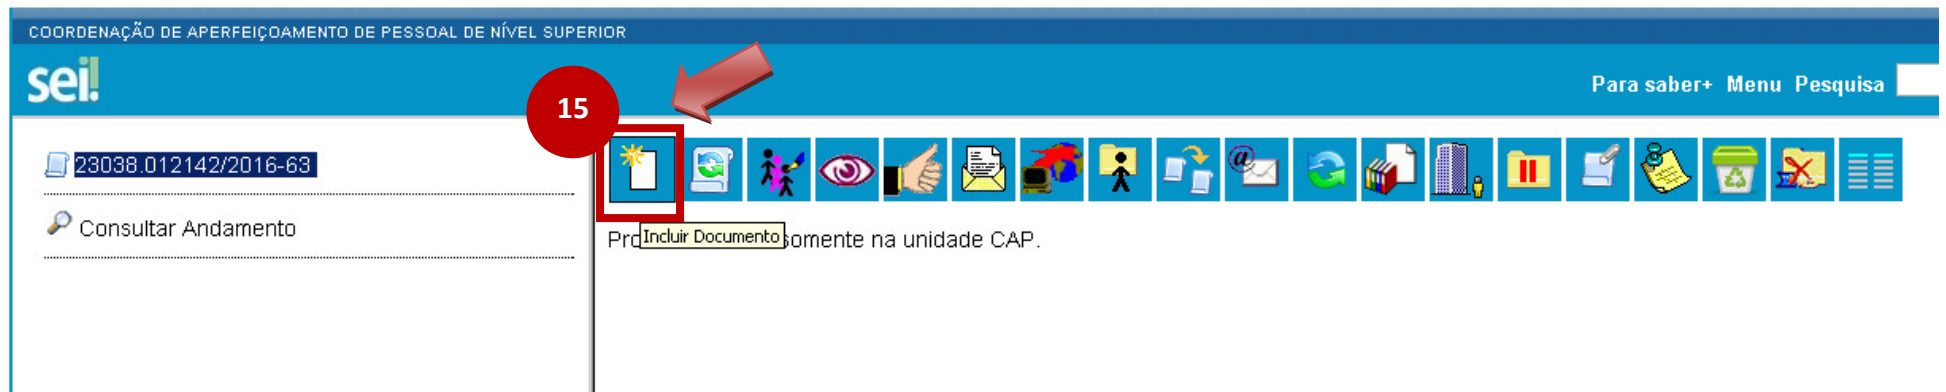 COORDENAÇÃO DE APERFEIÇOAMENTO DE PESSOAL DE NÍVEL SUPERIOR
sei!
Para saber+ Menu Pesquisa
15
23038.012142/2016-63
Consultar Andamento
Incluir Documento
Pro somente na unidade CAP.